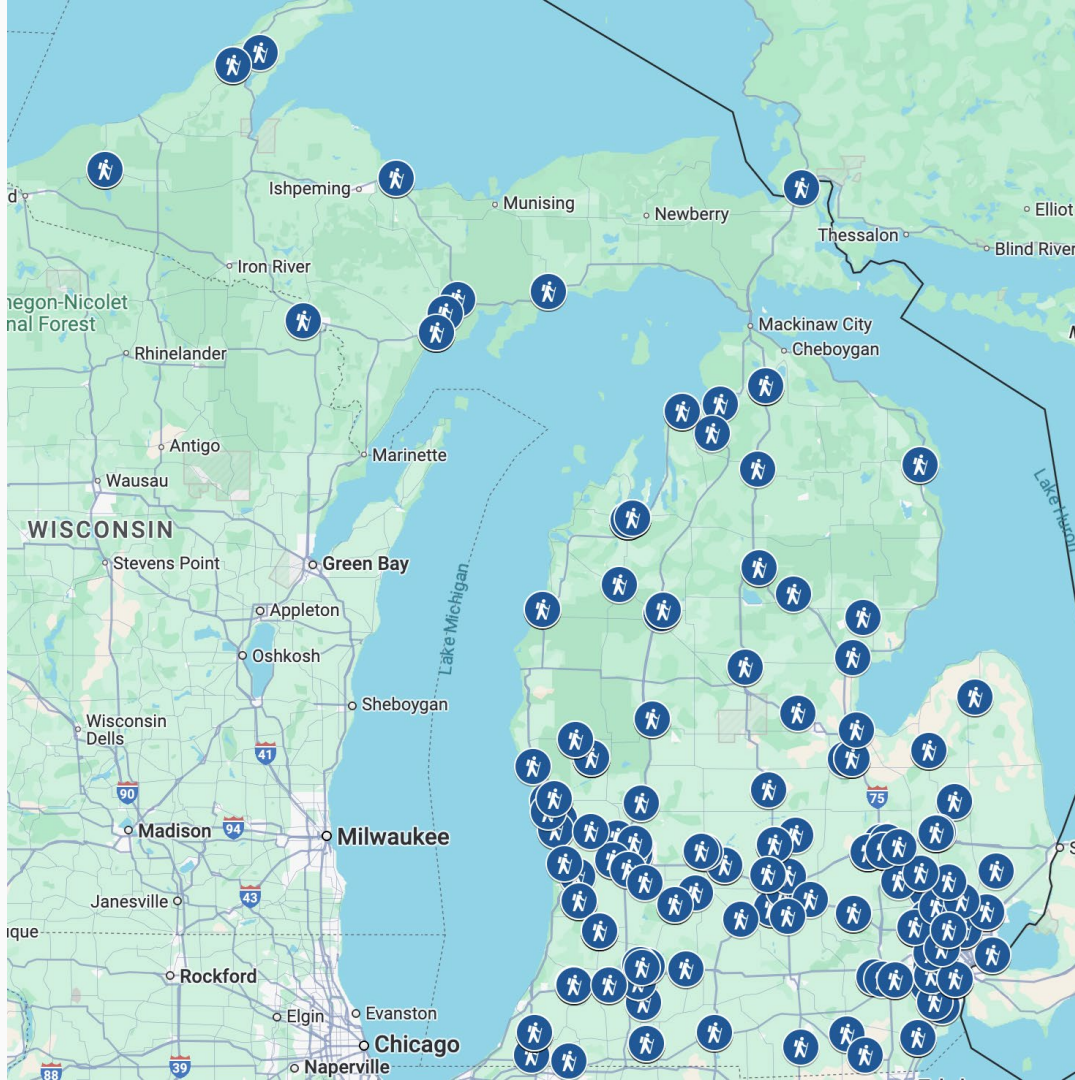 Ishpeming
Munising
Newberry
d
Elliot
Thessalon
Blind River
Iron River
negon-Nicolet
nal Forest
Mackinaw City
Cheboygan
Rhinelander
Antigo
Marinette
Wausau
Lake Huron
WISCONSIN
Stevens Point
Green Bay
Lake Michigan
Appleton
Oshkosh
Sheboygan
Wisconsin
Dells
41
90
75
Madison
94
Milwaukee
S
43
Janesville
que
Rockford
Elgin
Evanston
Chicago
39
Naperville
88